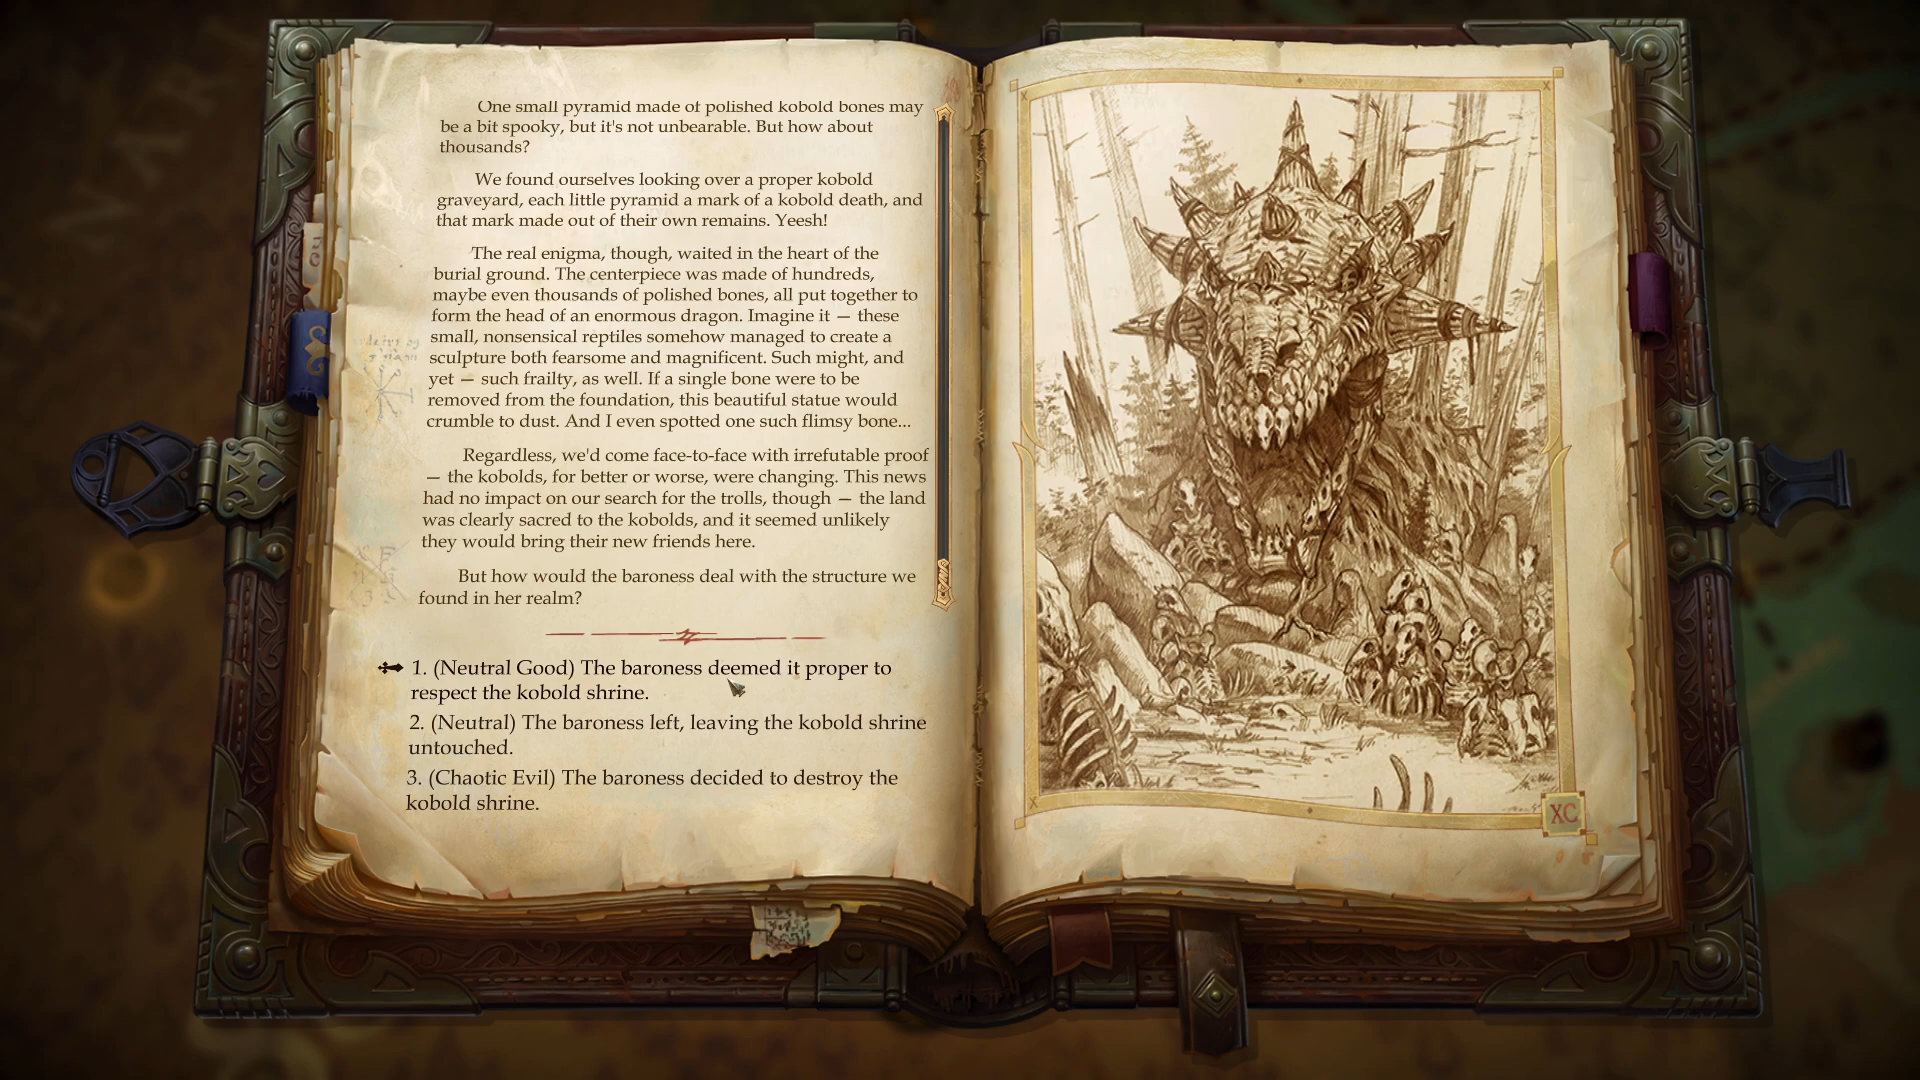 One small pyramid made of polished kobold bones may
be a bit spooky, but it's not unbearable. But how about
thousands?
We found ourselves looking over a proper kobold
graveyard, each little pyramid a mark of a kobold death, and
that mark made out of their own remains. Yeesh!
The real enigma, though, waited in the heart of the
burial ground. The centerpiece was made of hundreds,
maybe even thousands of polished bones, all put together to
form the head of an enormous dragon. Imagine it — these
small, nonsensical reptiles somehow managed to create a
sculpture both fearsome and magnificent. Such might, and
yet — such frailty, as well. If a single bone were to be
removed from the foundation, this beautiful statue would
crumble to dust. And I even spotted one such flimsy bone...
Regardless, we'd come face-to-face with irrefutable proof
— the kobolds, for better or worse, were changing. This news
had no impact on our search for the trolls, though — the land
was clearly sacred to the kobolds, and it seemed unlikely
they would bring their new friends here.
But how would the baroness deal with the structure we
found in her realm?
1. (Neutral Good) The baroness deemed it proper to
respect the kobold shrine.
2. (Neutral) The baroness left, leaving the kobold shrine
untouched.
3. (Chaotic Evil) The baroness decided to destroy the
kobold shrine.
XC